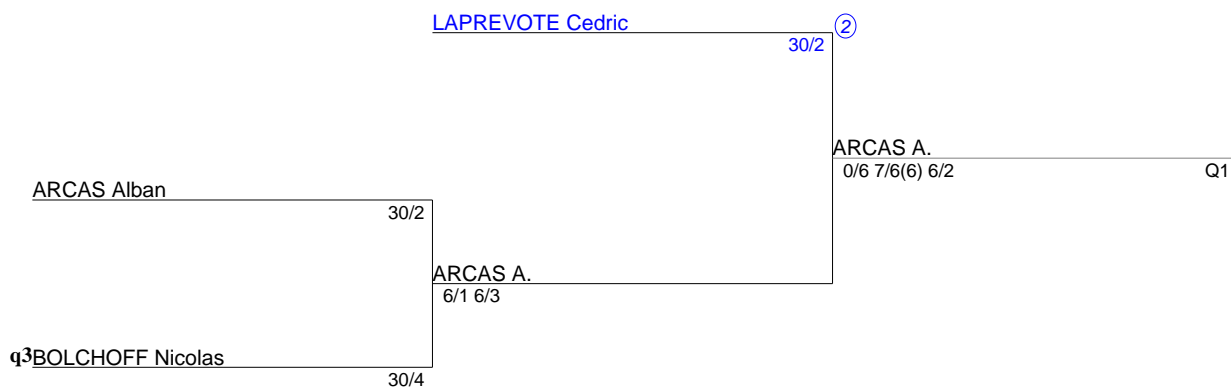 LAPREVOTE Cedric
2
30/2
ARCAS A.
0/6 7/6(6) 6/2
Q1
ARCAS Alban
30/2
ARCAS A.
6/1 6/3
q3BOLCHOFF Nicolas
30/4